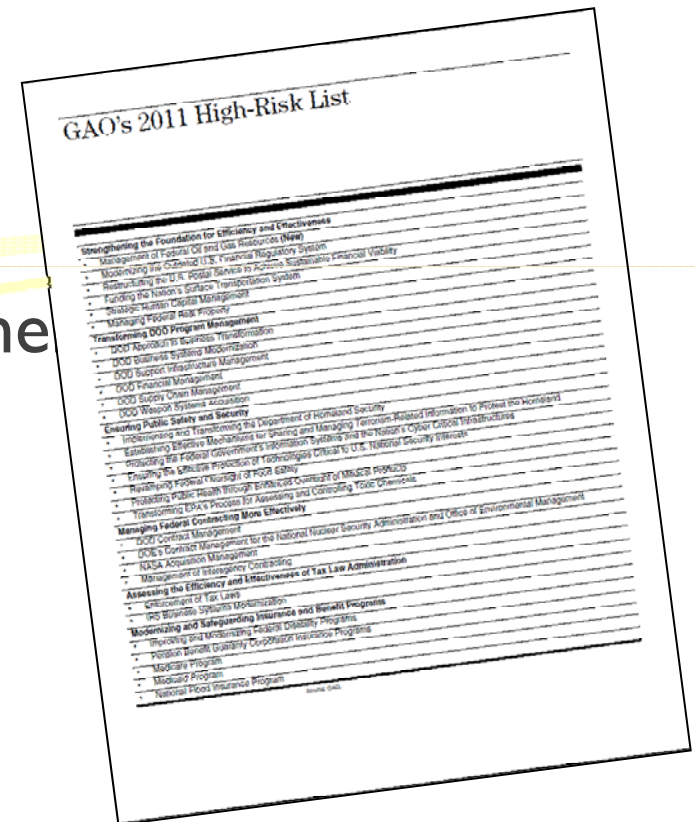 GAO's 2011 High-Risk List
Strengthening the Foundation for Efficiency and Effectiveness
• Management of Federal Oil and Gas Resources (New)
• Modernizing the Outdated U.S. Financial Regulatory System
• Restructuring the U.S. Postal Service to Achieve Sustainable Financial Viability
• Funding the Nation's Surface Transportation System
• Strategic Human Capital Management
• Managing Federal Real Property
Transforming DOD Program Management
• DOD Approach to Business Transformation
• DOD Business Systems Modernization
• DOD Support Infrastructure Management
• DOD Financial Management
• DOD Supply Chain Management
• DOD Weapon Systems Acquisition
Ensuring Public Safety and Security
• Implementing and Transforming the Department of Homeland Security
• Establishing Effective Mechanisms for Sharing and Managing Terrorism-Related Information to Protect the Homeland
• Protecting the Federal Government's Information Systems and the Nation's Cyber Critical Infrastructures
• Ensuring the Effective Protection of Technologies Critical to U.S. National Security Interests
• Revamping Federal Oversight of Food Safety
• Protecting Public Health through Enhanced Oversight of Medical Products
• Transforming EPA's Process for Assessing and Controlling Toxic Chemicals
Managing Federal Contracting More Effectively
• DOD Contract Management
• DOE's Contract Management for the National Nuclear Security Administration and Office of Environmental Management
• NASA Acquisition Management
• Management of Interagency Contracting
Assessing the Efficiency and Effectiveness of Tax Law Administration
• Enforcement of Tax Laws
• IRS Business Systems Modernization
Modernizing and Safeguarding Insurance and Benefit Programs
• Improving and Modernizing Federal Disability Programs
• Pension Benefit Guaranty Corporation Insurance Programs
• Medicare Program
• Medicaid Program
• National Flood Insurance Program
Source: GAO.